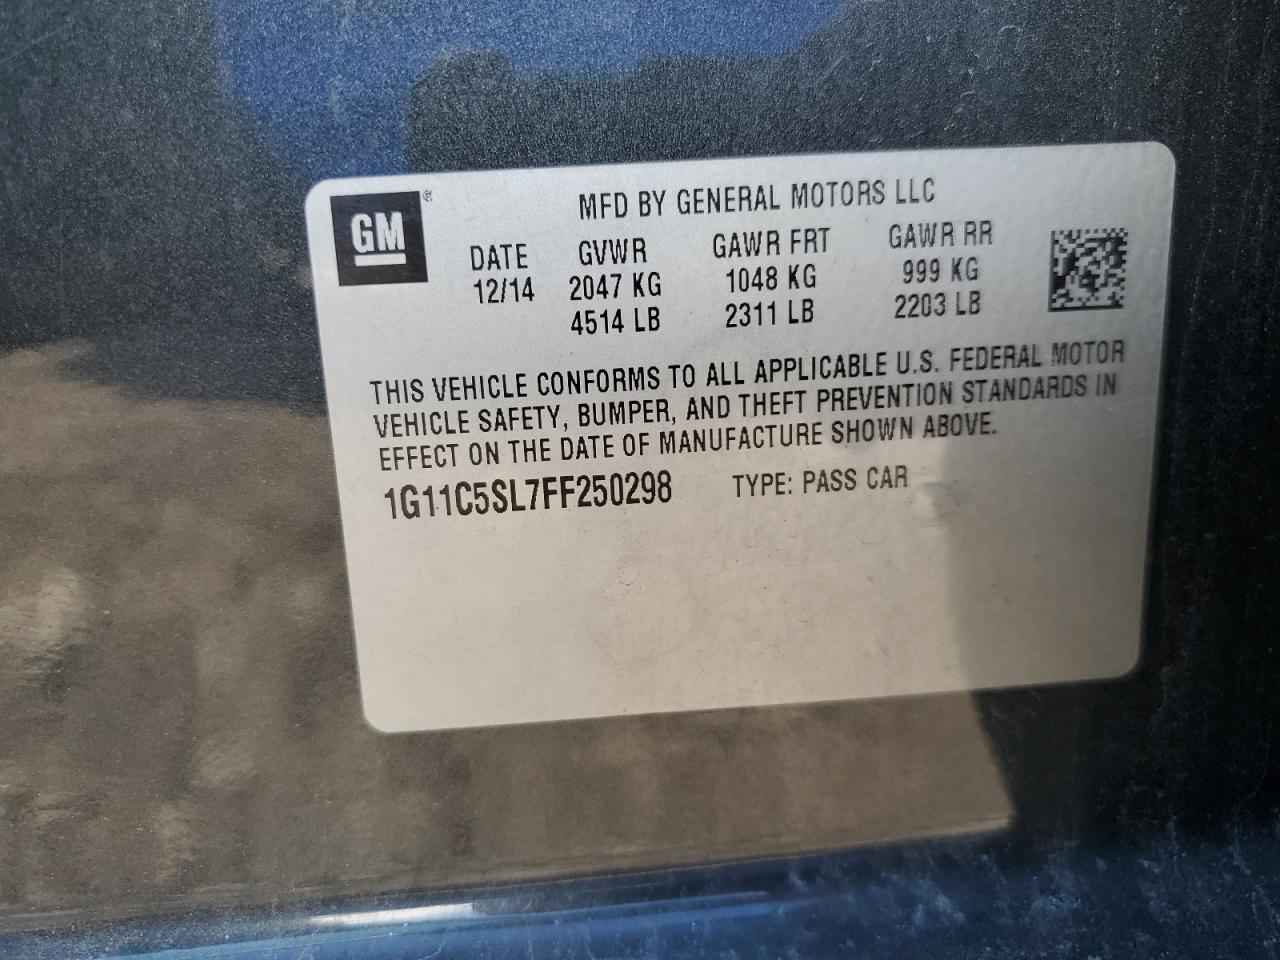 GM ®
MFD BY GENERAL MOTORS LLC
DATE GVWR GAWR FRT GAWR RR
12/14 2047 KG 1048 KG 999 KG
4514 LB 2311 LB 2203 LB
THIS VEHICLE CONFORMS TO ALL APPLICABLE U.S. FEDERAL MOTOR
VEHICLE SAFETY, BUMPER, AND THEFT PREVENTION STANDARDS IN
EFFECT ON THE DATE OF MANUFACTURE SHOWN ABOVE.
1G11C5SL7FF250298 TYPE: PASS CAR